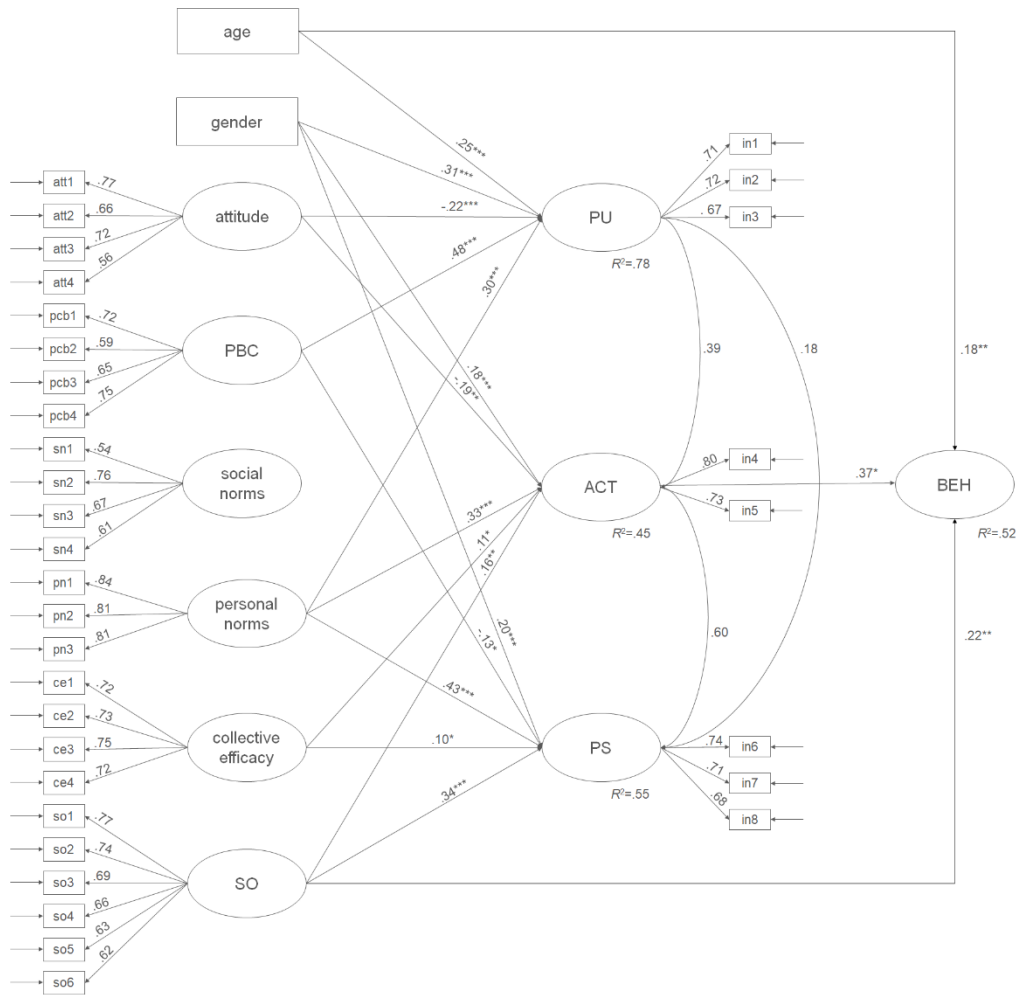 age
gender
.25***
.31***
att1
.77
att2
.66
att3
.72
att4
.56
attitude
-.22***
PU
R²=.78
.71
in1
.72
in2
.67
in3
.48***
.30***
pcb1
.72
pcb2
.59
pcb3
.65
pcb4
.75
PBC
.39
.18
.18**
.18***
-.19**
sn1
.54
sn2
.76
sn3
.67
sn4
.61
social
norms
ACT
R²=.45
.80
in4
.73
in5
.37*
BEH
R²=.52
.33***
.11*
.16**
pn1
.84
pn2
.81
pn3
.81
personal
norms
.20***
-.13*
.60
.22**
.43***
ce1
.72
ce2
.73
ce3
.75
ce4
.72
collective
efficacy
.10*
PS
R²=.55
.74
in6
.71
in7
.68
in8
.34***
so1
.77
so2
.74
so3
.69
so4
.66
so5
.63
so6
.62
SO